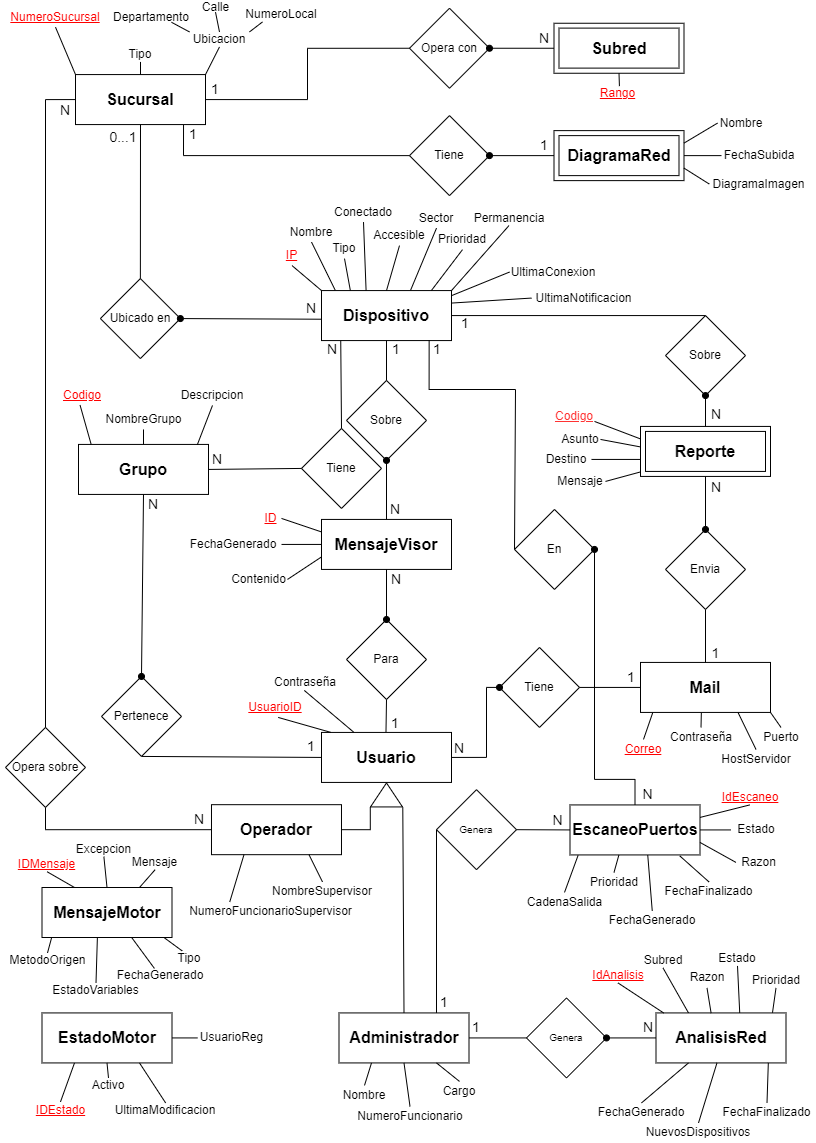 NumeroSucursal
Departamento
Calle
NumeroLocal
Ubicacion
Tipo
Sucursal
1
N
0...1
1
Opera con
N
Subred
Rango
Tiene
1
DiagramaRed
Nombre
FechaSubida
DiagramaImagen
Ubicado en
N
IP
Nombre
Tipo
Conectado
Accesible
Sector
Prioridad
Permanencia
UltimaConexion
UltimaNotificacion
Dispositivo
1
N
1
1
Sobre
N
Codigo
Asunto
Destino
Mensaje
Reporte
N
Codigo
NombreGrupo
Descripcion
Grupo
N
N
Tiene
Sobre
N
ID
FechaGenerado
Contenido
MensajeVisor
N
En
Envia
1
Para
Pertenece
1
Contraseña
UsuarioID
1
Usuario
N
Tiene
1
Mail
Correo
Contraseña
HostServidor
Puerto
Opera sobre
N
Operador
NumeroFuncionarioSupervisor
NombreSupervisor
Genera
N
N
EscaneoPuertos
IdEscaneo
Estado
Razon
FechaFinalizado
FechaGenerado
Prioridad
CadenaSalida
IDMensaje
Excepcion
Mensaje
MensajeMotor
MetodoOrigen
EstadoVariables
FechaGenerado
Tipo
EstadoMotor
UsuarioReg
IDEstado
Activo
UltimaModificacion
1
Administrador
1
Nombre
NumeroFuncionario
Cargo
Genera
N
AnalisisRed
IdAnalisis
Subred
Razon
Estado
Prioridad
FechaGenerado
NuevosDispositivos
FechaFinalizado